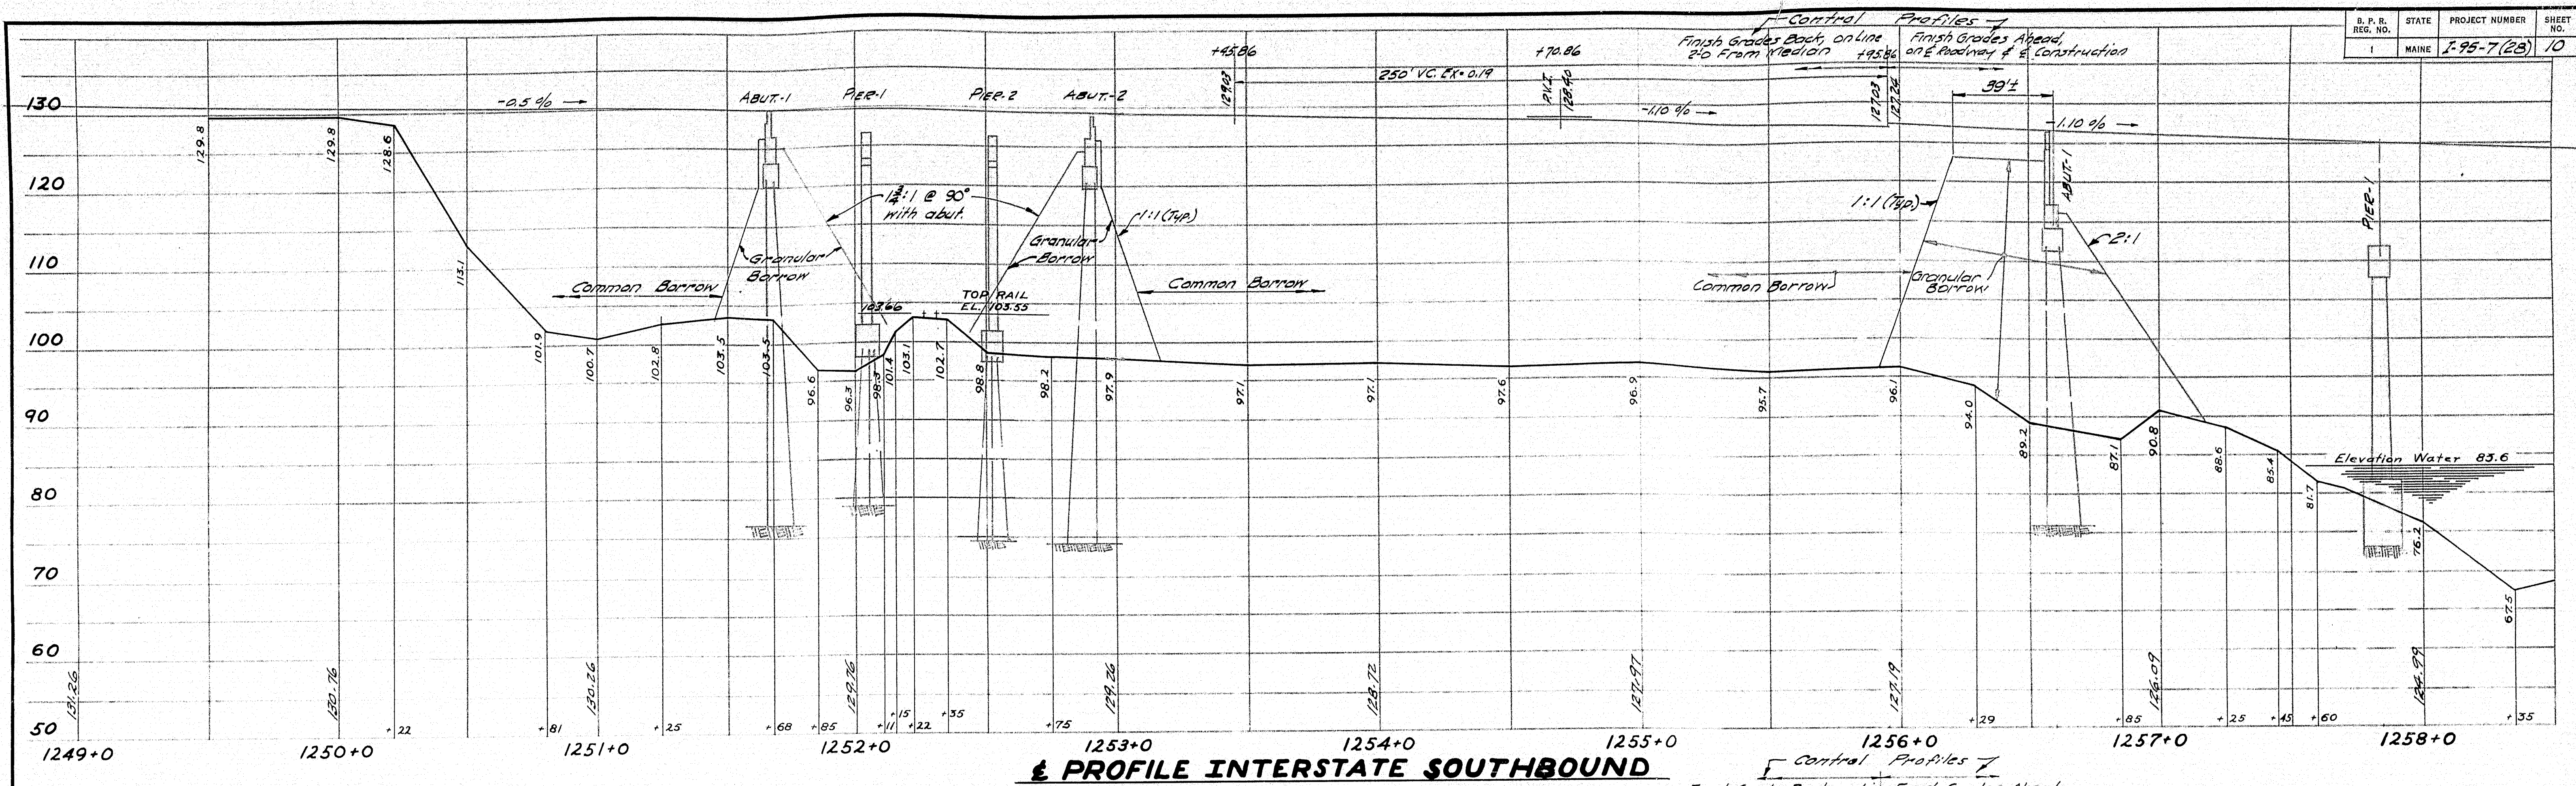 B. P. R. REG. NO.
STATE
PROJECT NUMBER
SHEET NO.
1
MAINE
I-95-7(28)
10
Control Profiles
Finish Grades Back, on Line
2'-0 From Median
Finish Grades Ahead,
on ℄ Roadway & ℄ Construction
+95.86
+45.86
+70.86
250' V.C. EX= 0.19
129.03
P.V.I.
128.40
127.03
127.24
39'±
130
-0.5 %
ABUT.-1
PIER-1
PIER-2
ABUT.-2
-1.10 %
-1.10 %
129.8
129.8
128.6
120
1¾:1 @ 90°
with abut.
1:1 (Typ.)
1:1 (Typ.)
ABUT-1
PIER-1
2:1
113.1
110
Granular
Borrow
Granular
Borrow
Granular
Borrow
Common Borrow
Common Borrow
Common Borrow
TOP RAIL
EL. 103.55
103.66
100
101.9
100.7
102.8
103.5
103.5
96.6
96.3
98.3
101.4
103.1
102.7
98.8
98.2
97.9
97.1
97.1
97.6
96.9
95.7
96.1
94.0
89.2
87.1
90.8
88.6
85.4
81.7
76.2
67.5
90
Elevation Water 83.6
80
70
60
50
131.26
130.76
130.26
129.76
129.26
128.72
127.97
127.19
126.09
124.99
+22
+81
+25
+68
+85
+11
+15
+22
+35
+75
+29
+85
+25
+45
+60
+35
1249+0
1250+0
1251+0
1252+0
1253+0
1254+0
1255+0
1256+0
1257+0
1258+0
℄ PROFILE INTERSTATE SOUTHBOUND
Control Profiles